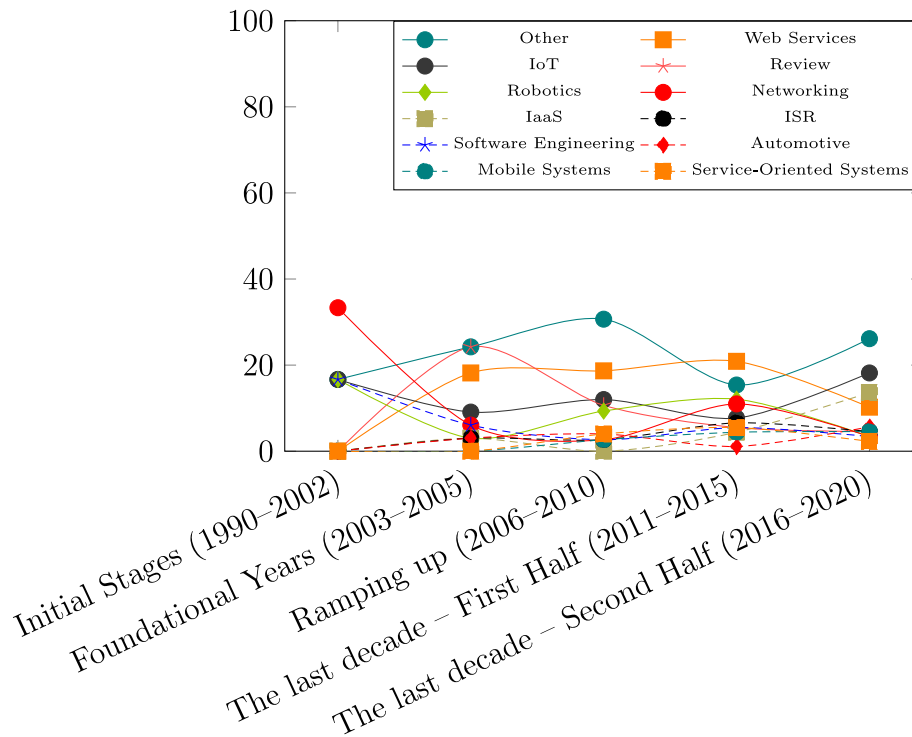 100
80
60
40
20
0
Other
Web Services
IoT
Review
Robotics
Networking
IaaS
ISR
Software Engineering
Automotive
Mobile Systems
Service-Oriented Systems
Initial Stages (1990–2002)
Foundational Years (2003–2005)
Ramping up (2006–2010)
The last decade – First Half (2011–2015)
The last decade – Second Half (2016–2020)